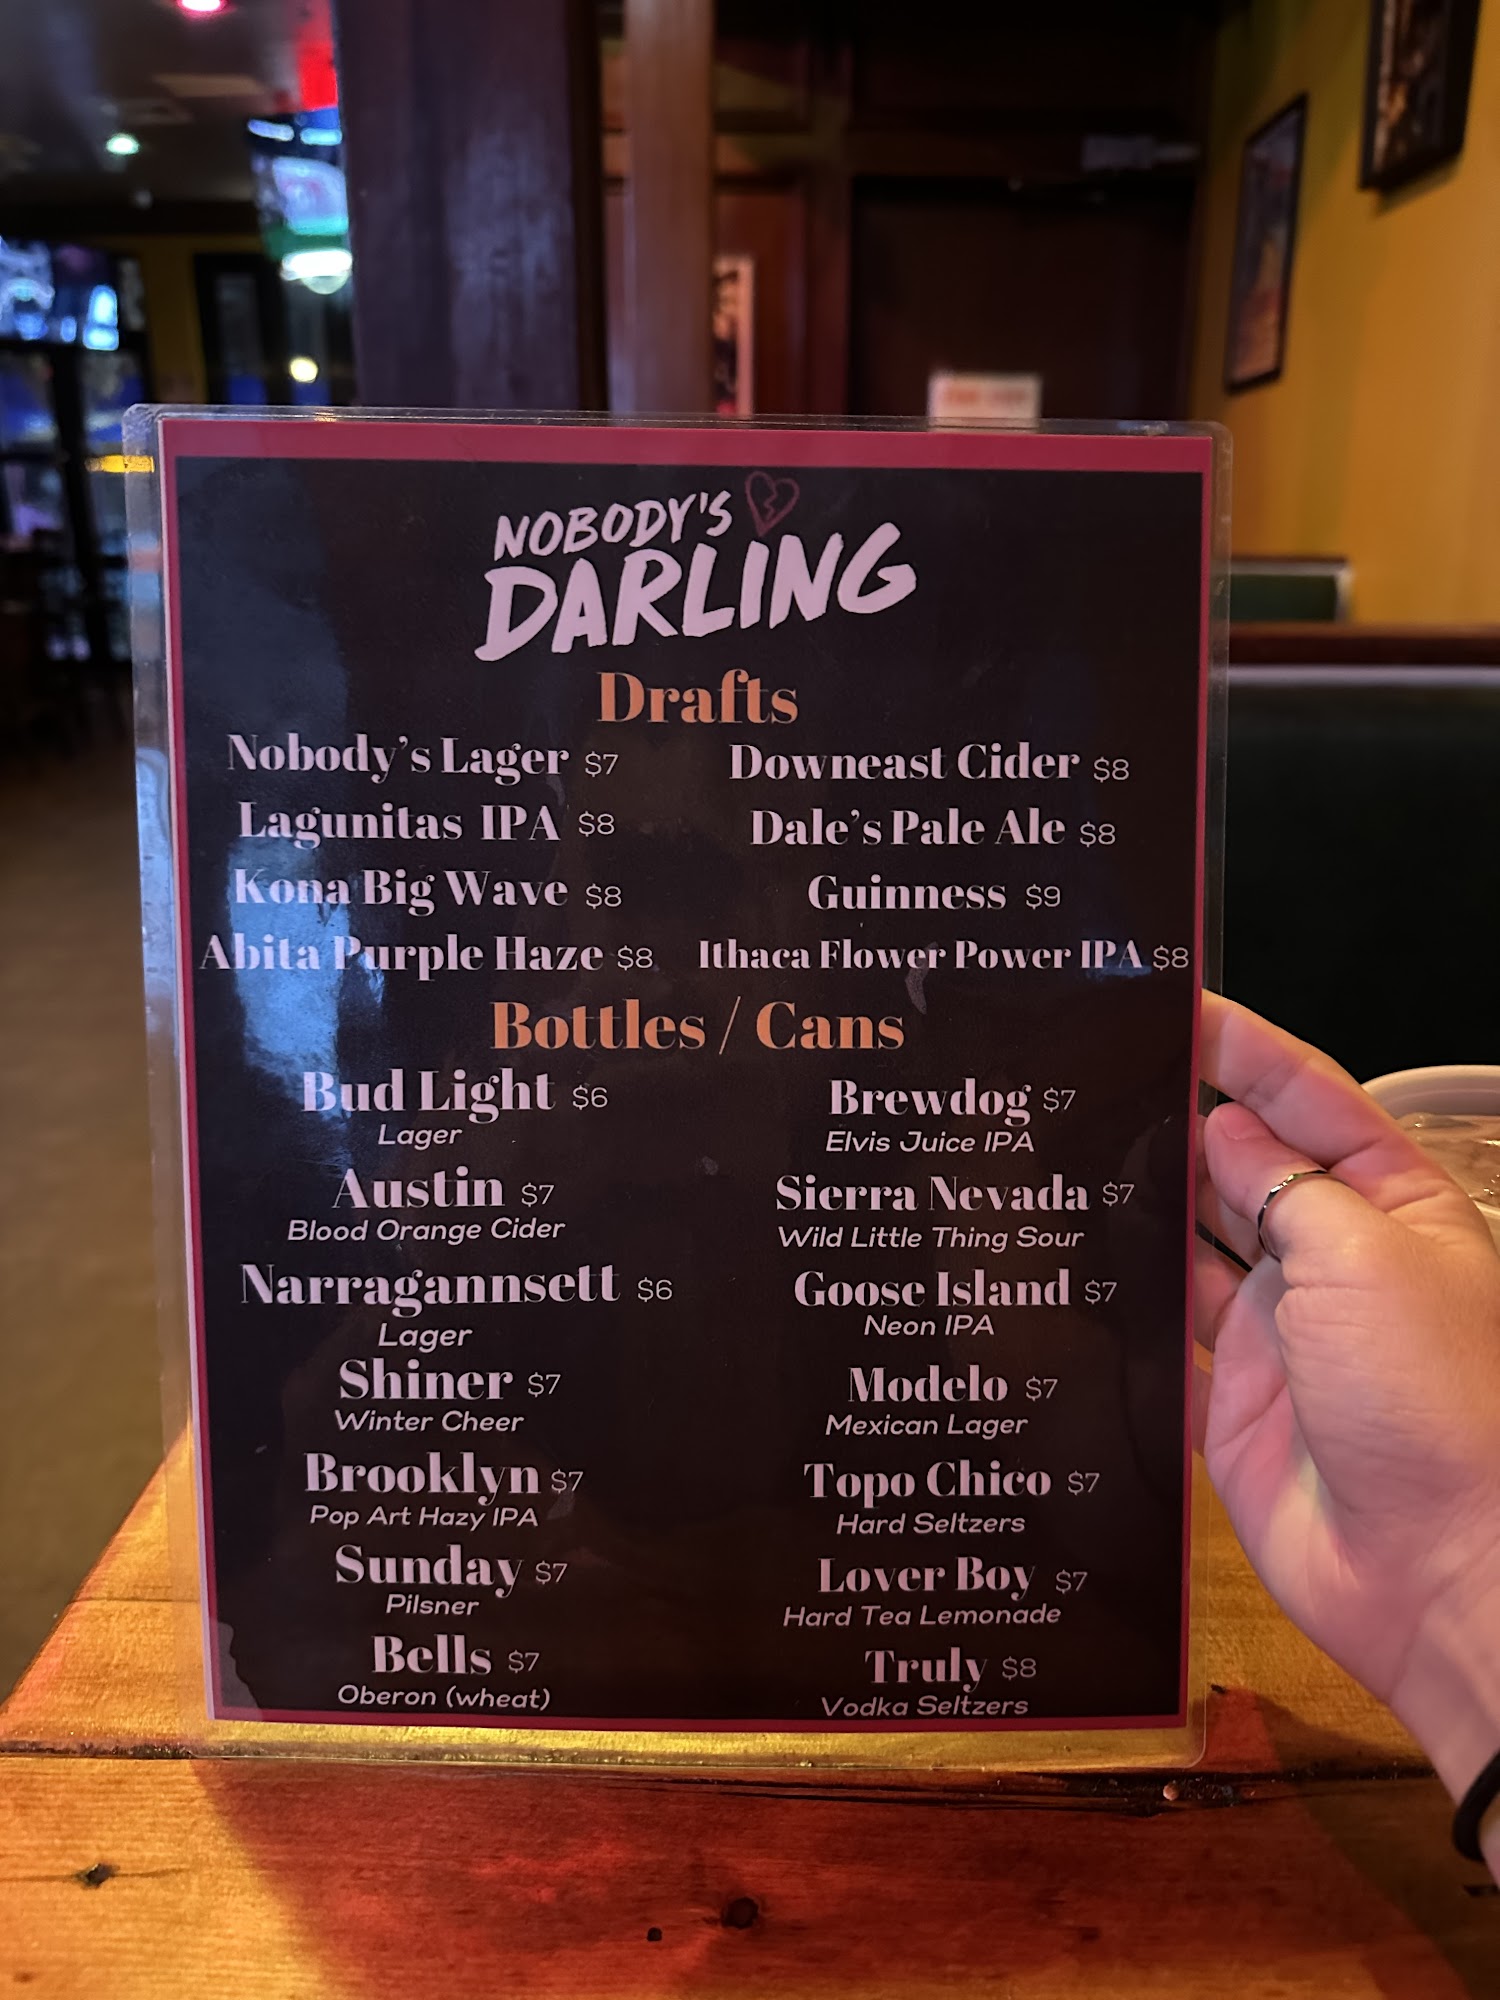 NOBODY'S
DARLING
Drafts
Nobody's Lager $7
Downeast Cider $8
Lagunitas IPA $8
Dale's Pale Ale $8
Kona Big Wave $8
Guinness $9
Abita Purple Haze $8
Ithaca Flower Power IPA $8
Bottles / Cans
Bud Light $6
Lager
Brewdog $7
Elvis Juice IPA
Austin $7
Blood Orange Cider
Sierra Nevada $7
Wild Little Thing Sour
Narragannsett $6
Lager
Goose Island $7
Neon IPA
Shiner $7
Winter Cheer
Modelo $7
Mexican Lager
Brooklyn $7
Pop Art Hazy IPA
Topo Chico $7
Hard Seltzers
Sunday $7
Pilsner
Lover Boy $7
Hard Tea Lemonade
Bells $7
Oberon (wheat)
Truly $8
Vodka Seltzers